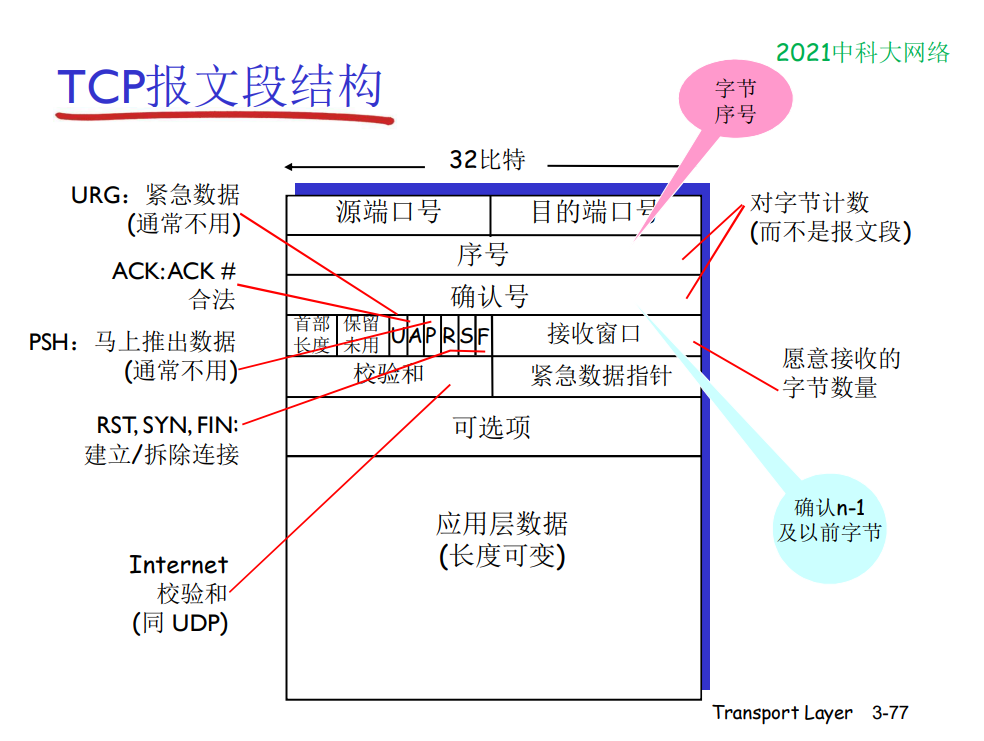 2021中科大网络
TCP报文段结构
字节
序号
32比特
URG：紧急数据
(通常不用)
源端口号
目的端口号
对字节计数
(而不是报文段)
序号
ACK:ACK #
合法
确认号
首部
长度
保留
未用
U A P R S F
接收窗口
PSH：马上推出数据
(通常不用)
愿意接收的
字节数量
校验和
紧急数据指针
RST, SYN, FIN:
建立/拆除连接
可选项
确认n-1
及以前字节
应用层数据
(长度可变)
Internet
校验和
(同 UDP)
Transport Layer 3-77